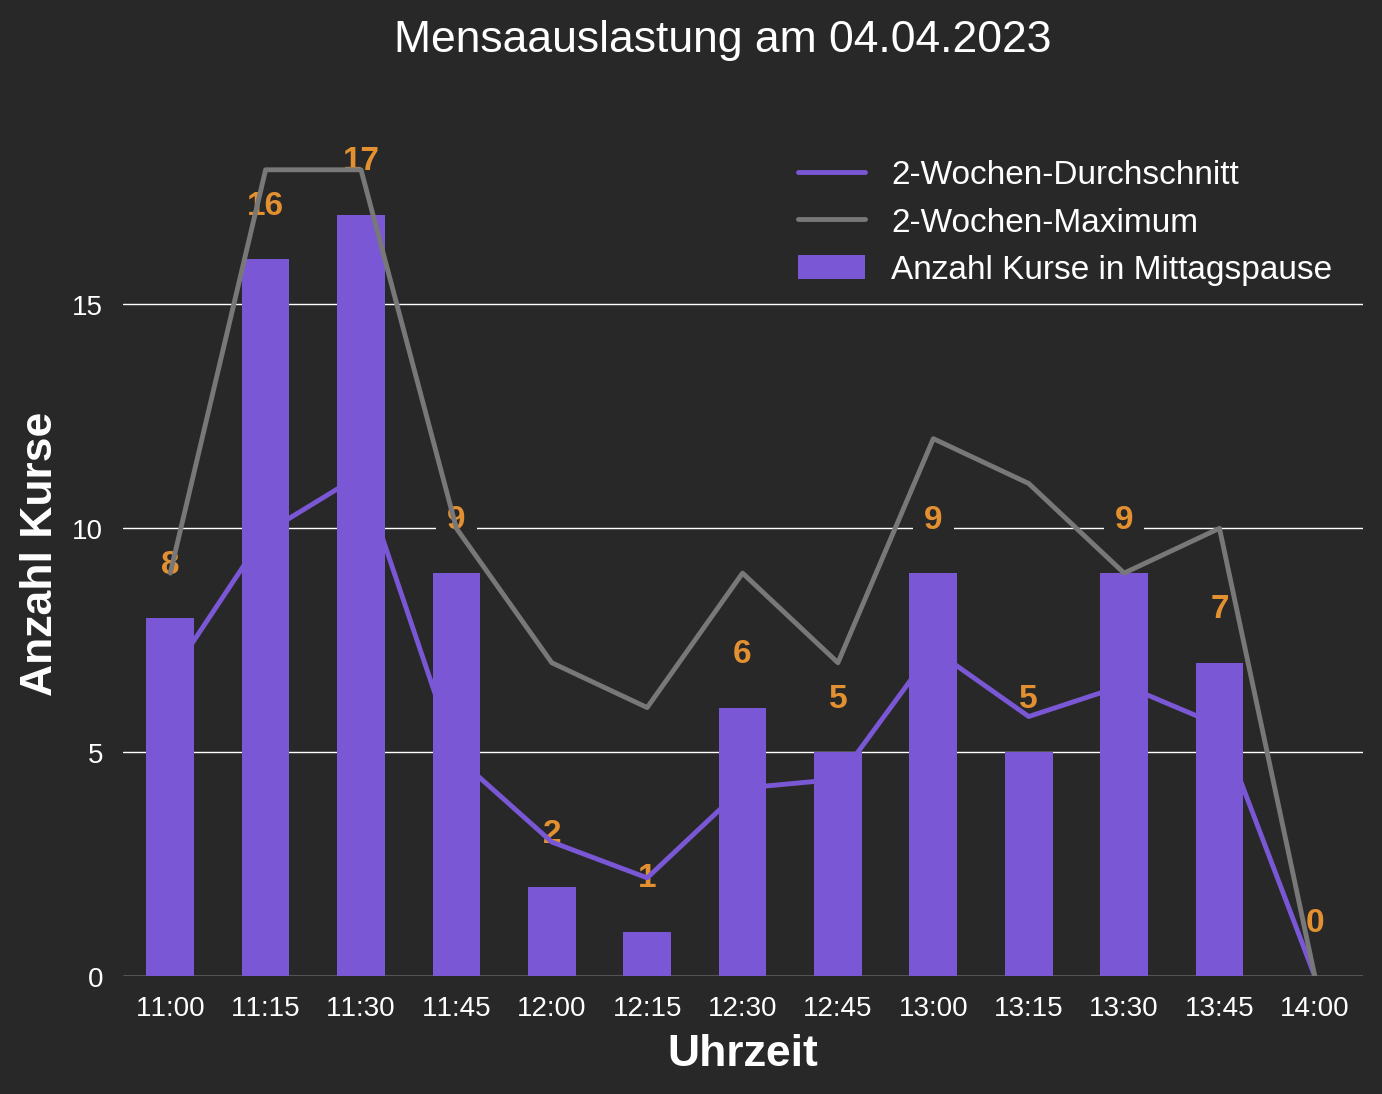 Mensaauslastung am 04.04.2023
2-Wochen-Durchschnitt
2-Wochen-Maximum
Anzahl Kurse in Mittagspause
Anzahl Kurse
15
10
5
0
8
16
17
9
2
1
6
5
9
5
9
7
0
11:00 11:15 11:30 11:45 12:00 12:15 12:30 12:45 13:00 13:15 13:30 13:45 14:00
Uhrzeit